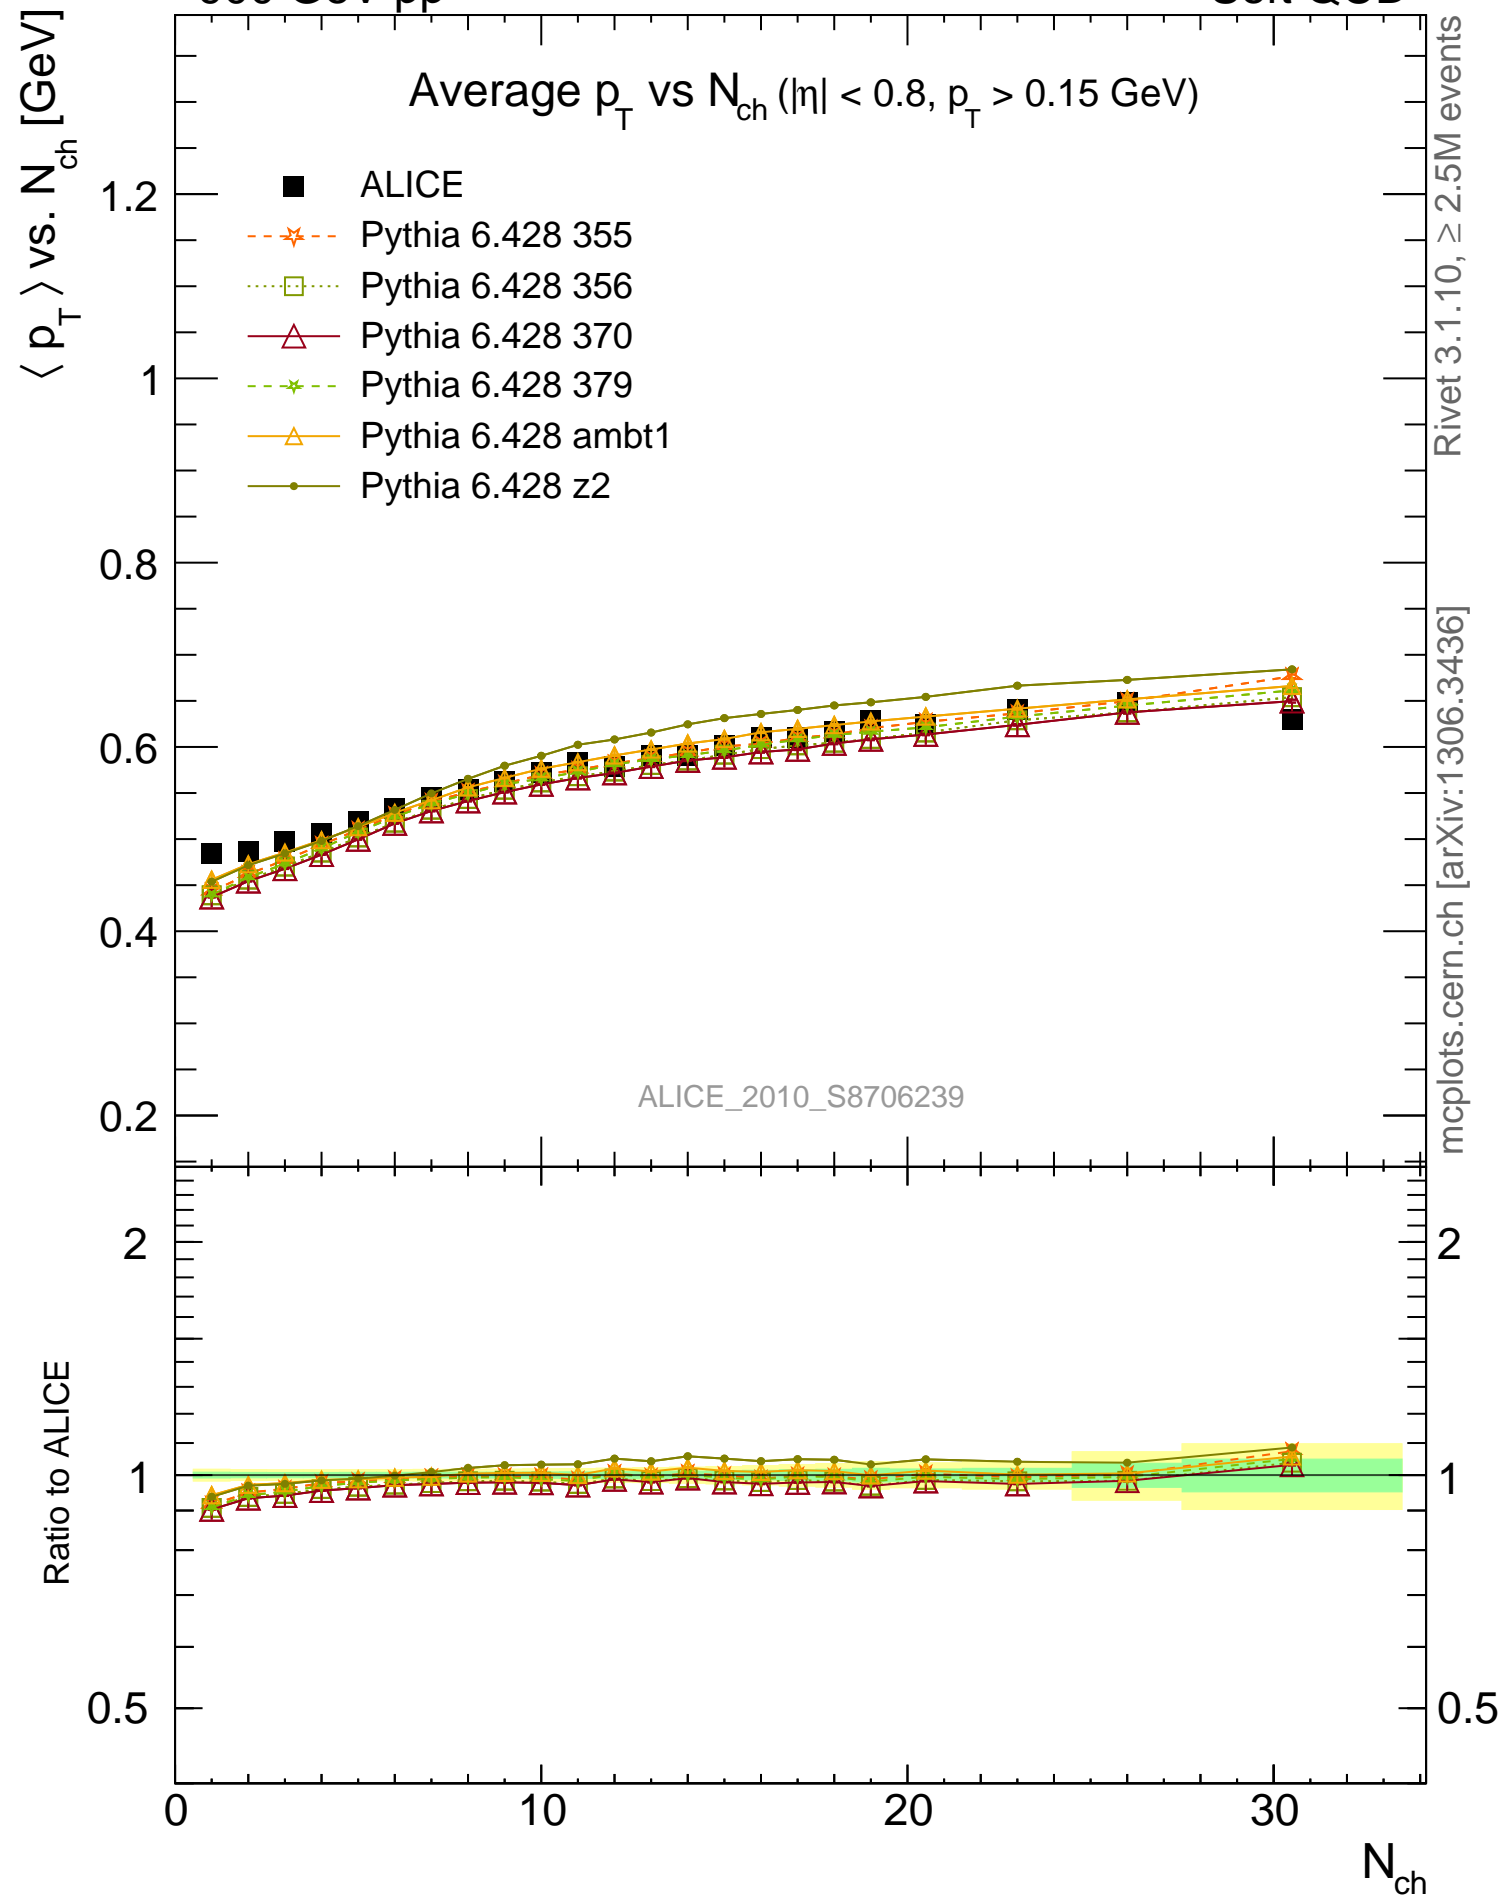 ⟨ p_T ⟩ vs. N_ch [GeV]
Average p_T vs N_ch (|η| < 0.8, p_T > 0.15 GeV)
ALICE
Pythia 6.428 355
Pythia 6.428 356
Pythia 6.428 370
Pythia 6.428 379
Pythia 6.428 ambt1
Pythia 6.428 z2
1.2
1
0.8
0.6
0.4
0.2
ALICE_2010_S8706239
Rivet 3.1.10, ≥ 2.5M events
mcplots.cern.ch [arXiv:1306.3436]
Ratio to ALICE
2
1
0.5
2
1
0.5
0
10
20
30
N_ch